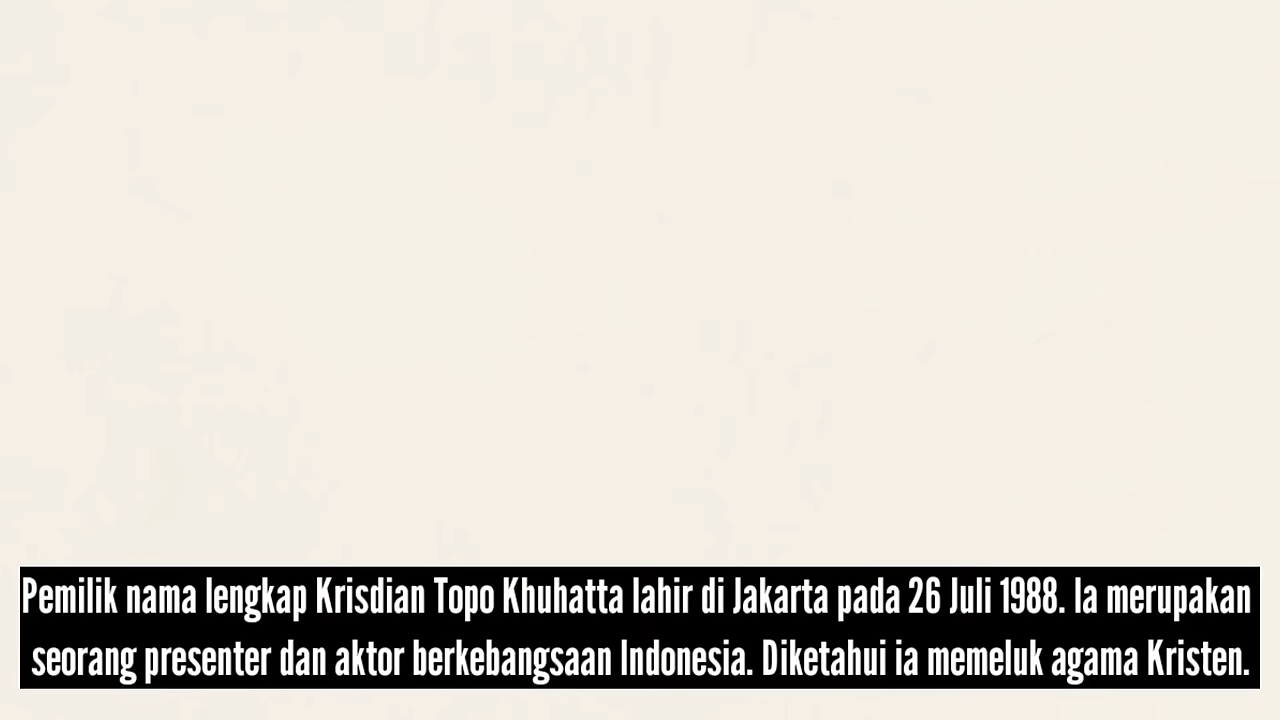 Pemilik nama lengkap Krisdian Topo Khuhatta lahir di Jakarta pada 26 Juli 1988. Ia merupakan
seorang presenter dan aktor berkebangsaan Indonesia. Diketahui ia memeluk agama Kristen.